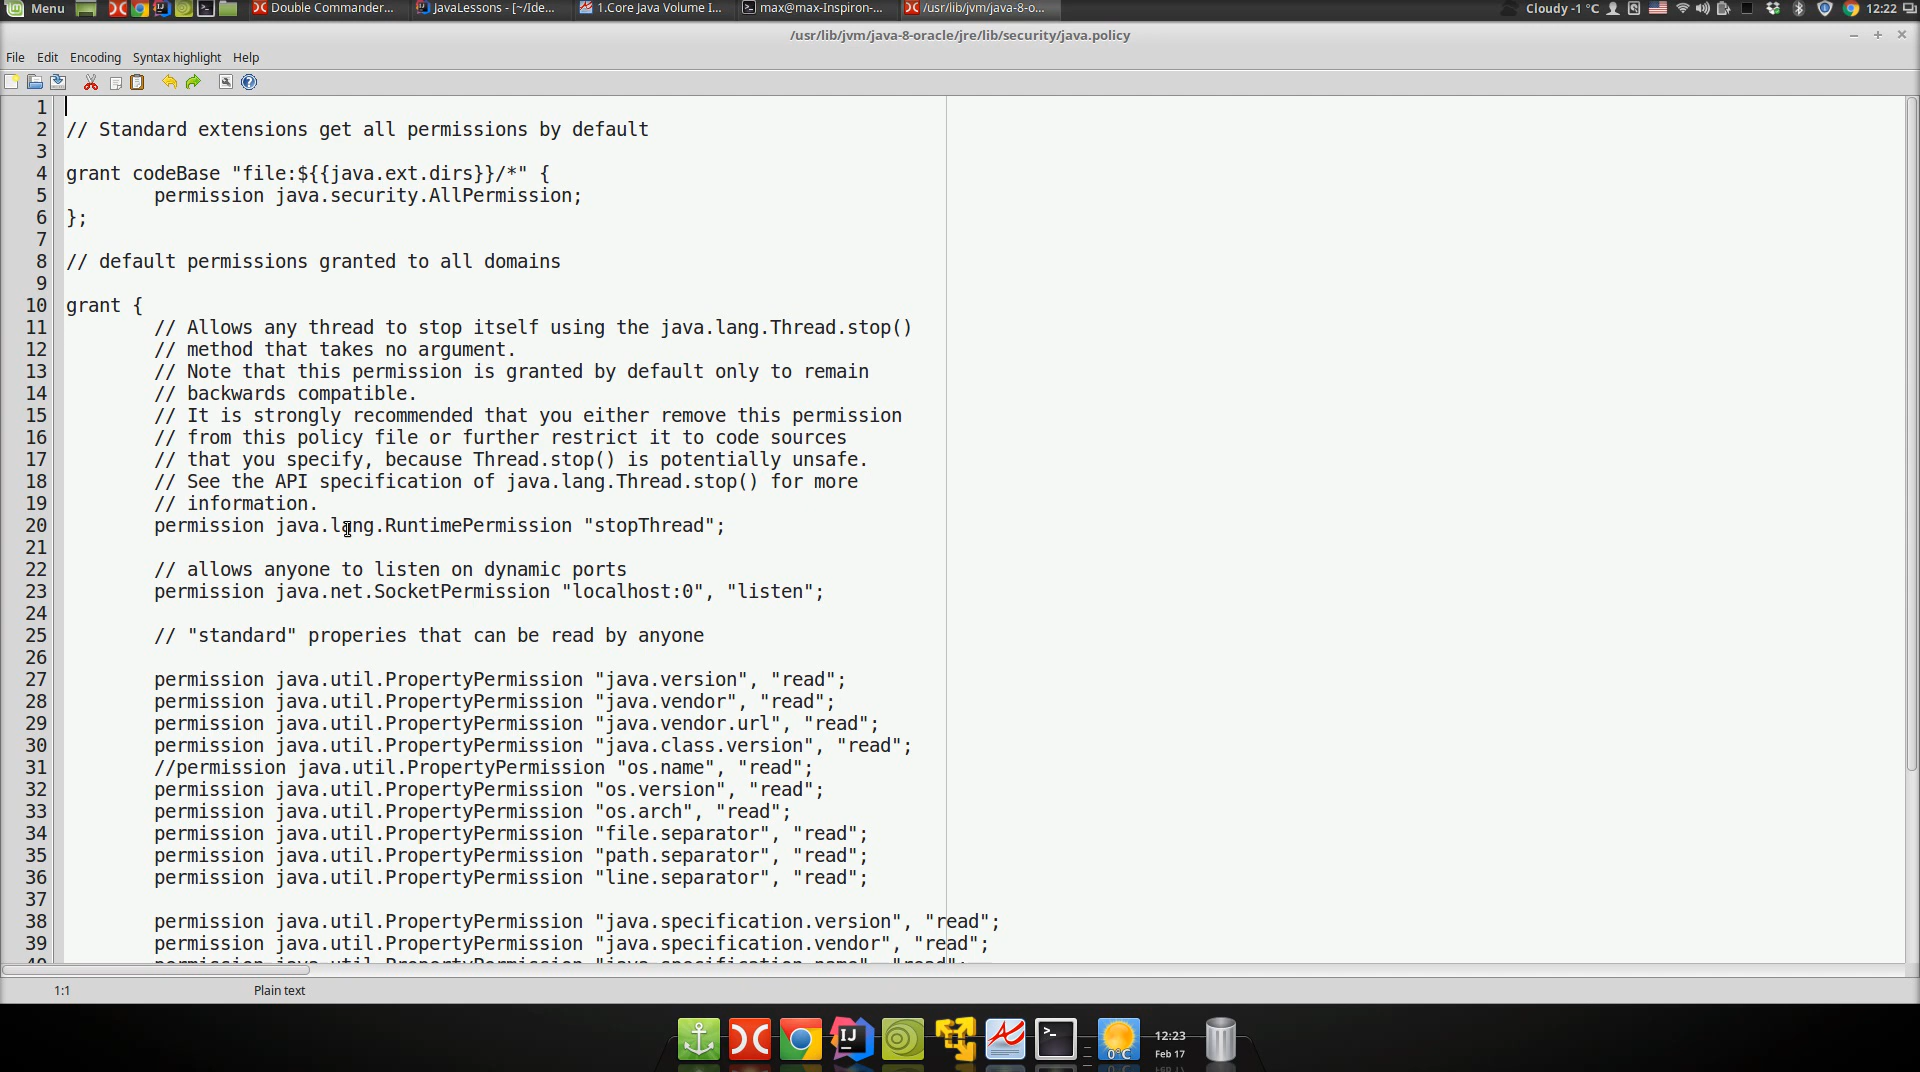 Menu
Double Commander...
JavaLessons - [~/Ide...
1.Core Java Volume I...
max@max-Inspiron-...
/usr/lib/jvm/java-8-o...
Cloudy -1 °C
12:22
/usr/lib/jvm/java-8-oracle/jre/lib/security/java.policy
File Edit Encoding Syntax highlight Help
1
2 // Standard extensions get all permissions by default
3
4 grant codeBase "file:${{java.ext.dirs}}/*" {
5 permission java.security.AllPermission;
6 };
7
8 // default permissions granted to all domains
9
10 grant {
11 // Allows any thread to stop itself using the java.lang.Thread.stop()
12 // method that takes no argument.
13 // Note that this permission is granted by default only to remain
14 // backwards compatible.
15 // It is strongly recommended that you either remove this permission
16 // from this policy file or further restrict it to code sources
17 // that you specify, because Thread.stop() is potentially unsafe.
18 // See the API specification of java.lang.Thread.stop() for more
19 // information.
20 permission java.lang.RuntimePermission "stopThread";
21
22 // allows anyone to listen on dynamic ports
23 permission java.net.SocketPermission "localhost:0", "listen";
24
25 // "standard" properies that can be read by anyone
26
27 permission java.util.PropertyPermission "java.version", "read";
28 permission java.util.PropertyPermission "java.vendor", "read";
29 permission java.util.PropertyPermission "java.vendor.url", "read";
30 permission java.util.PropertyPermission "java.class.version", "read";
31 //permission java.util.PropertyPermission "os.name", "read";
32 permission java.util.PropertyPermission "os.version", "read";
33 permission java.util.PropertyPermission "os.arch", "read";
34 permission java.util.PropertyPermission "file.separator", "read";
35 permission java.util.PropertyPermission "path.separator", "read";
36 permission java.util.PropertyPermission "line.separator", "read";
37
38 permission java.util.PropertyPermission "java.specification.version", "read";
39 permission java.util.PropertyPermission "java.specification.vendor", "read";
40 permission java.util.PropertyPermission "java.specification.name", "read";
1:1 Plain text
IJ
>_
0°C
12:23
Feb 17